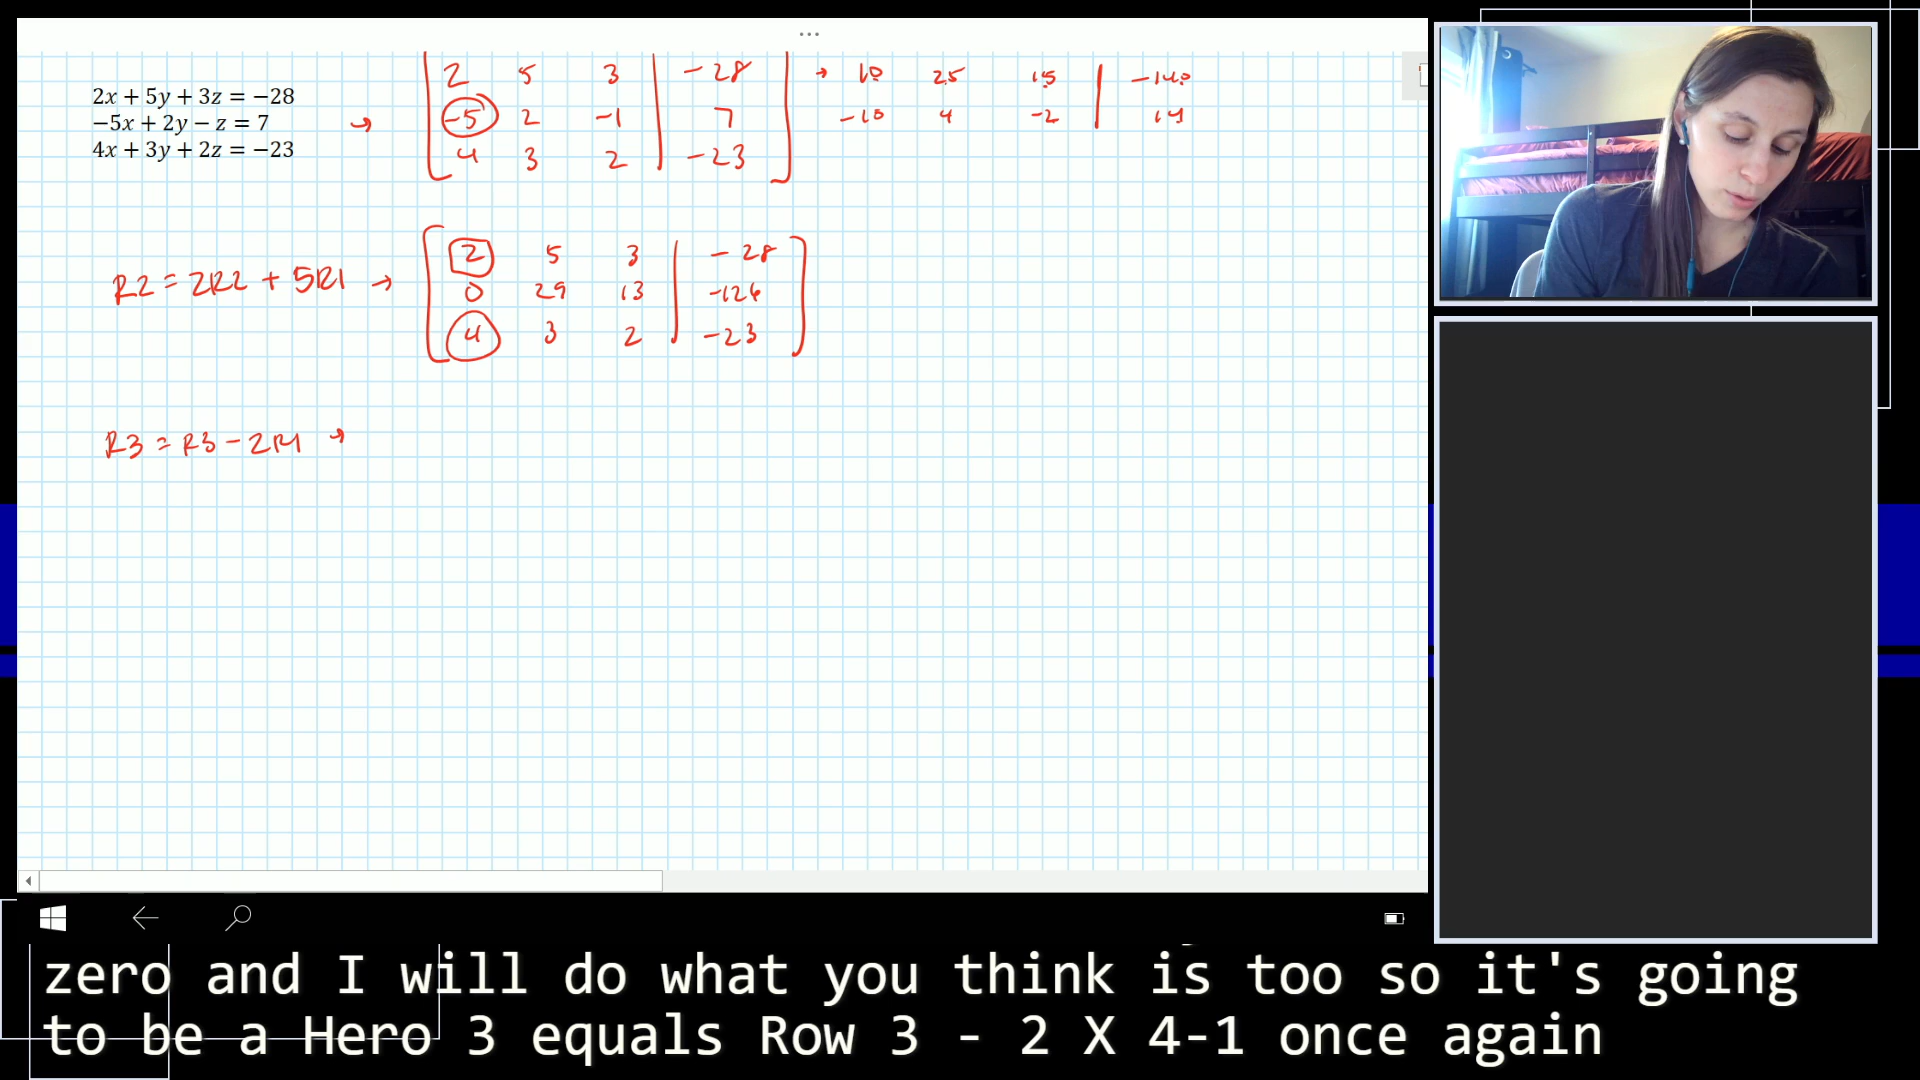 2x + 5y + 3z = −28
−5x + 2y − z = 7
4x + 3y + 2z = −23
→
2 5 3 | −28
−5 2 −1 | 7
4 3 2 | −23
→ 10 25 15 | −140
−10 4 −2 | 14
R2 = 2R2 + 5R1 →
2 5 3 | −28
0 29 13 | −126
4 3 2 | −23
R3 = R3 − 2R1 →
zero and I will do what you think is too so it's going
to be a Hero 3 equals Row 3 - 2 X 4-1 once again